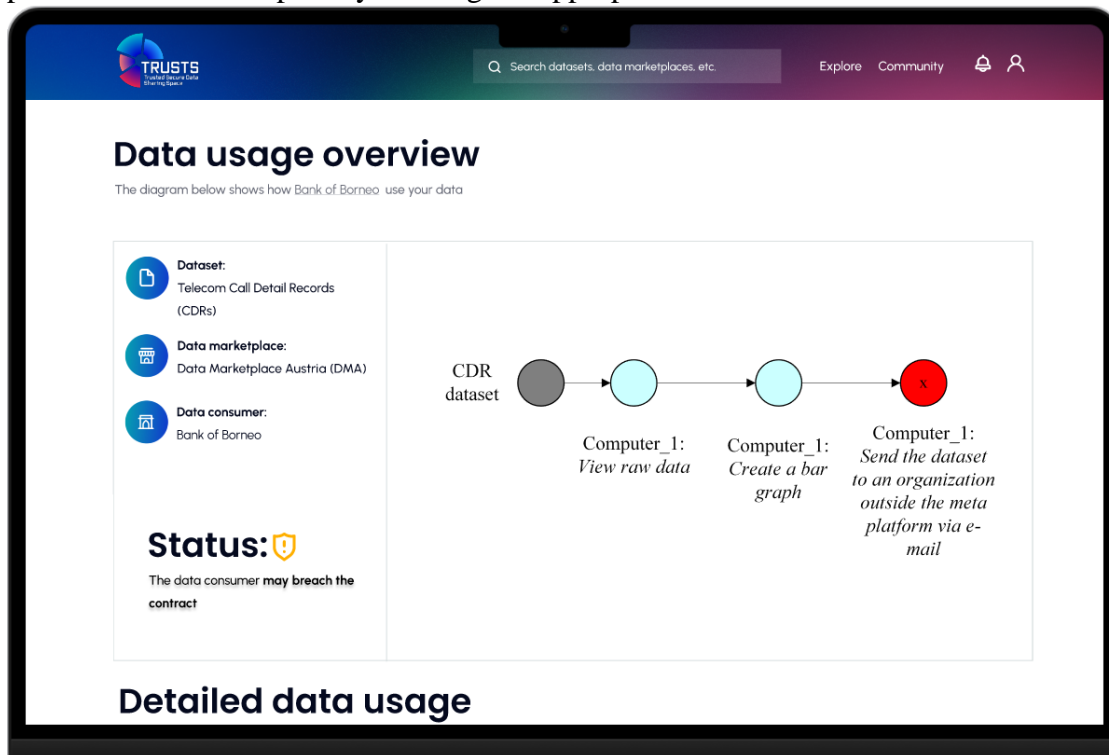 TRUSTS
Trusted Secure Data
Sharing Space
Search datasets, data marketplaces, etc.
Explore Community
Data usage overview
The diagram below shows how Bank of Borneo use your data
Dataset:
Telecom Call Detail Records
(CDRs)
Data marketplace:
Data Marketplace Austria (DMA)
Data consumer:
Bank of Borneo
Status:
The data consumer may breach the
contract
CDR
dataset
Computer_1:
View raw data
Computer_1:
Create a bar
graph
x
Computer_1:
Send the dataset
to an organization
outside the meta
platform via e-
mail
Detailed data usage